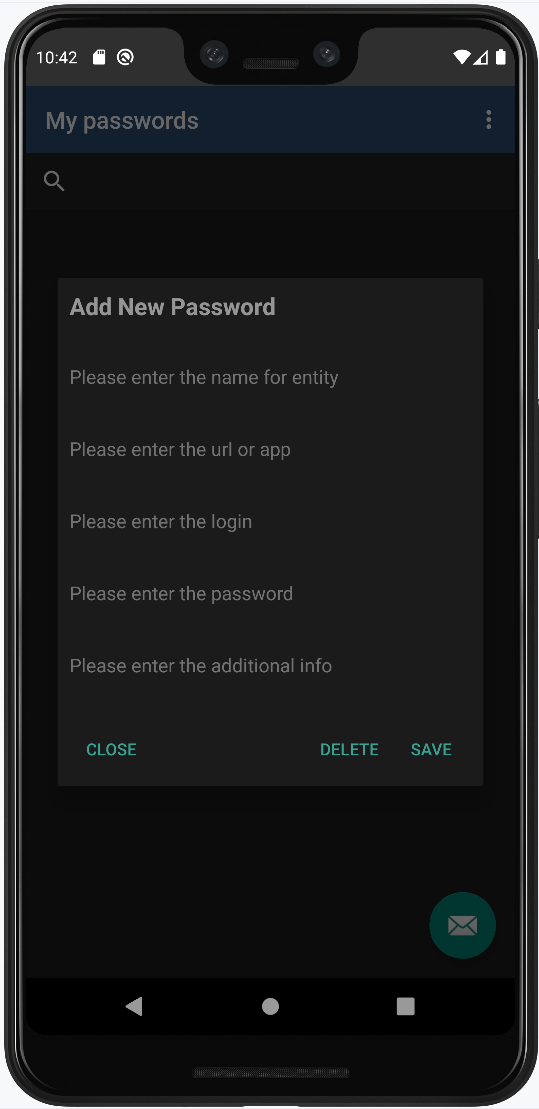 10:42
My passwords
Add New Password
Please enter the name for entity
Please enter the url or app
Please enter the login
Please enter the password
Please enter the additional info
CLOSE DELETE SAVE